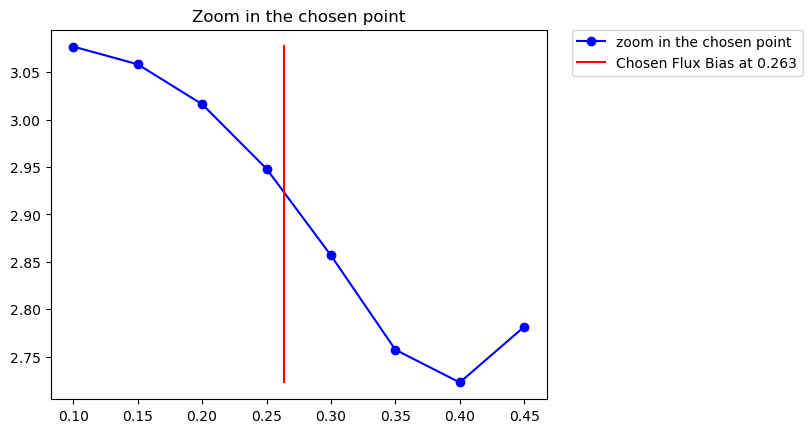 Zoom in the chosen point
zoom in the chosen point
Chosen Flux Bias at 0.263
3.05
3.00
2.95
2.90
2.85
2.80
2.75
0.10 0.15 0.20 0.25 0.30 0.35 0.40 0.45